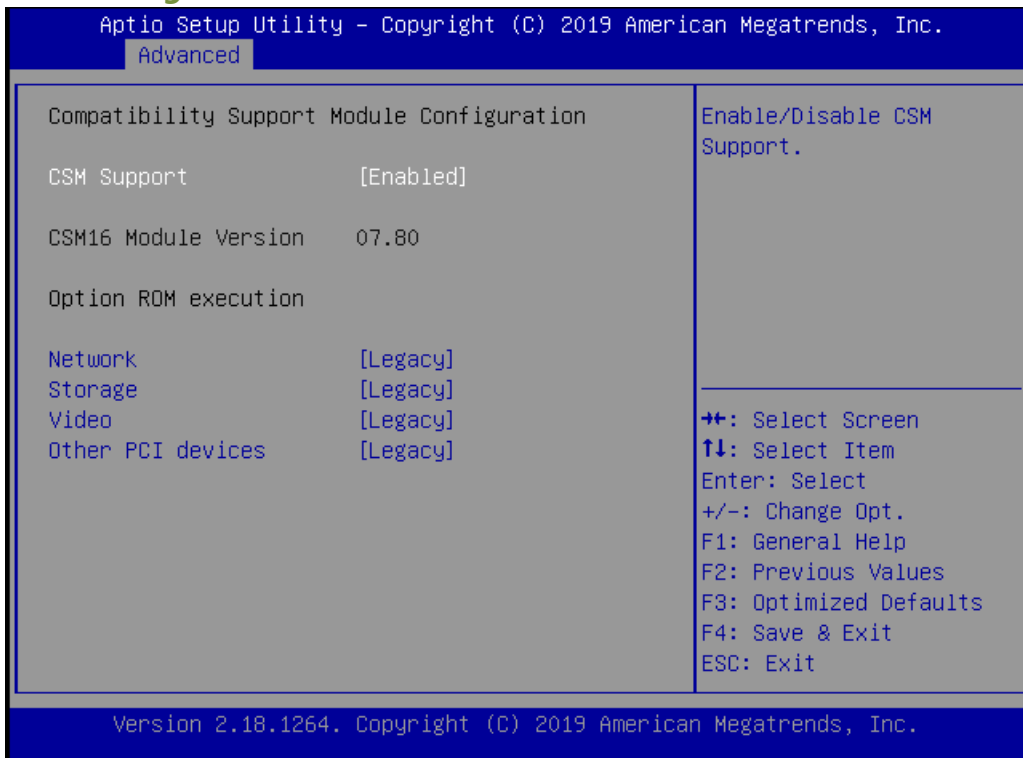 Aptio Setup Utility – Copyright (C) 2019 American Megatrends, Inc.
Advanced
Compatibility Support Module Configuration
CSM Support [Enabled]
CSM16 Module Version 07.80
Option ROM execution
Network [Legacy]
Storage [Legacy]
Video [Legacy]
Other PCI devices [Legacy]
Enable/Disable CSM
Support.
→←: Select Screen
↑↓: Select Item
Enter: Select
+/-: Change Opt.
F1: General Help
F2: Previous Values
F3: Optimized Defaults
F4: Save & Exit
ESC: Exit
Version 2.18.1264. Copyright (C) 2019 American Megatrends, Inc.